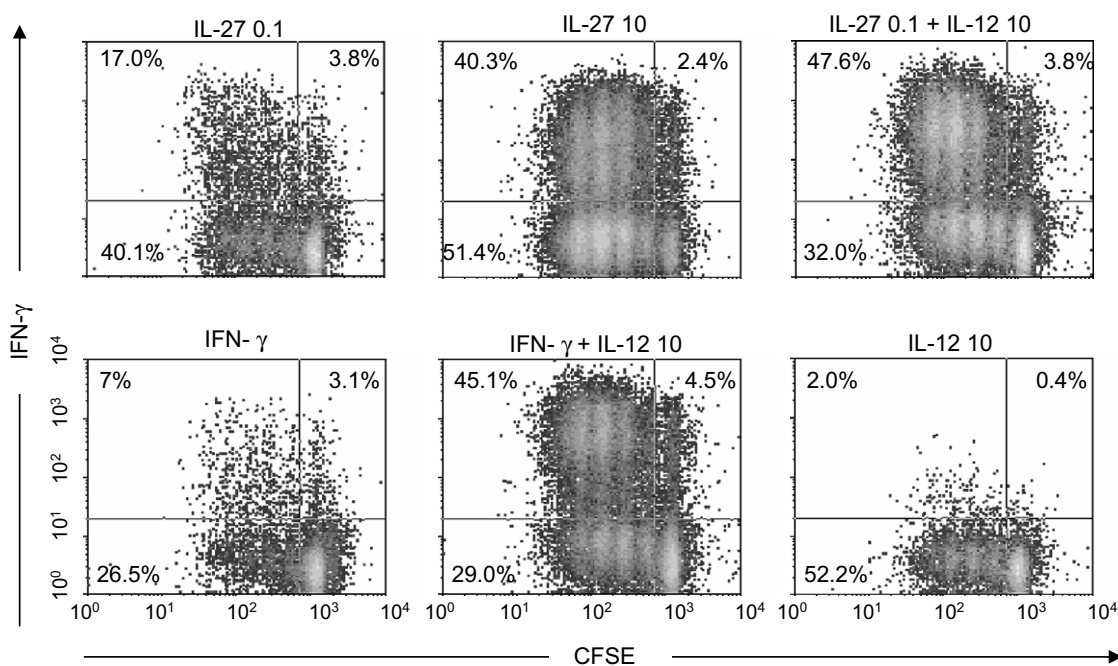 IL-27 0.1
17.0% 3.8%
40.1%
IL-27 10
40.3% 2.4%
51.4%
IL-27 0.1 + IL-12 10
47.6% 3.8%
32.0%
IFN-γ
IFN- γ
7% 3.1%
26.5%
10⁴
10³
10²
10¹
10⁰
10⁰ 10¹ 10² 10³ 10⁴
IFN- γ + IL-12 10
45.1% 4.5%
29.0%
10⁰ 10¹ 10² 10³ 10⁴
IL-12 10
2.0% 0.4%
52.2%
10⁰ 10¹ 10² 10³ 10⁴
CFSE